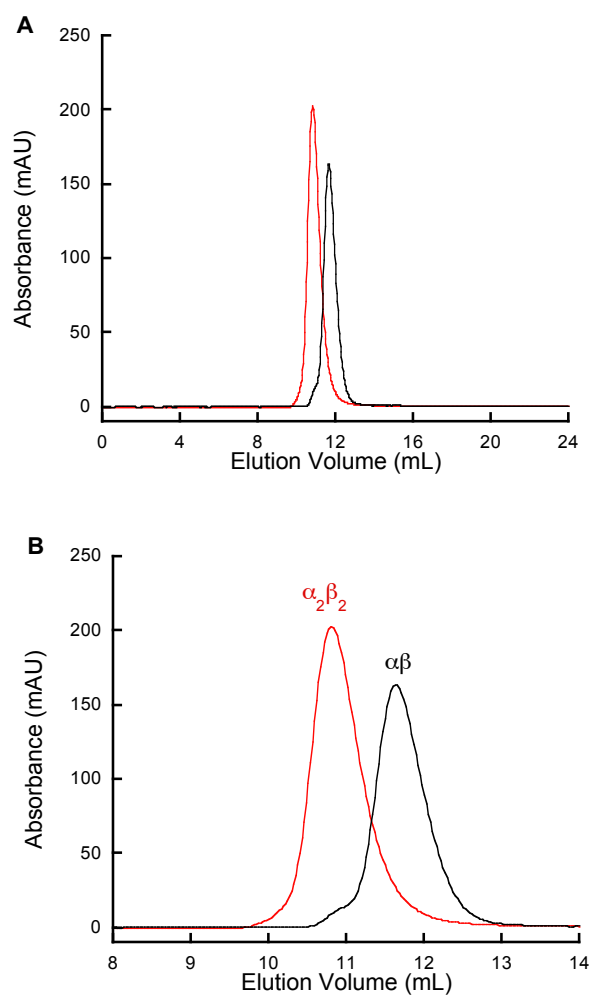 A
250
200
150
100
50
0
Absorbance (mAU)
0 4 8 12 16 20 24
Elution Volume (mL)
B
250
200
150
100
50
0
Absorbance (mAU)
α₂β₂
αβ
8 9 10 11 12 13 14
Elution Volume (mL)